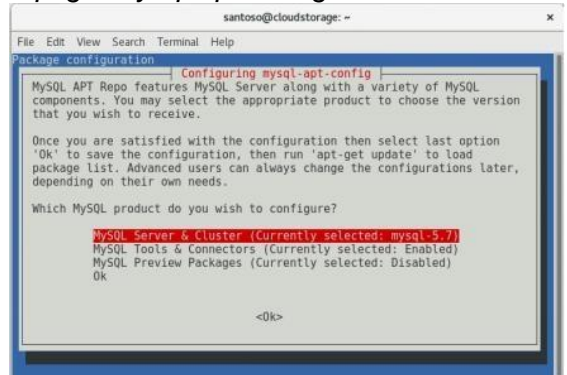 santoso@cloudstorage: ~
File Edit View Search Terminal Help
Package configuration
Configuring mysql-apt-config
MySQL APT Repo features MySQL Server along with a variety of MySQL
components. You may select the appropriate product to choose the version
that you wish to receive.
Once you are satisfied with the configuration then select last option
'Ok' to save the configuration, then run 'apt-get update' to load
package list. Advanced users can always change the configurations later,
depending on their own needs.
Which MySQL product do you wish to configure?
MySQL Server & Cluster (Currently selected: mysql-5.7)
MySQL Tools & Connectors (Currently selected: Enabled)
MySQL Preview Packages (Currently selected: Disabled)
Ok
<Ok>